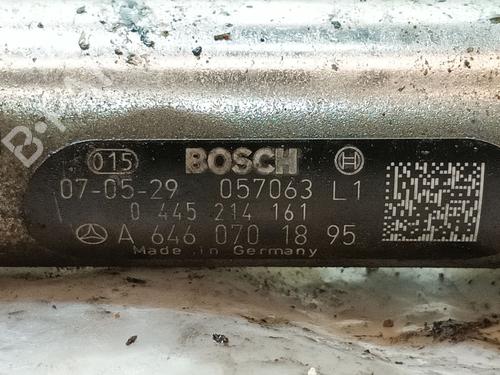 015 BOSCH
07-05-29 057063 L1
0 445 214 161
A 646 070 18 95
Made in Germany